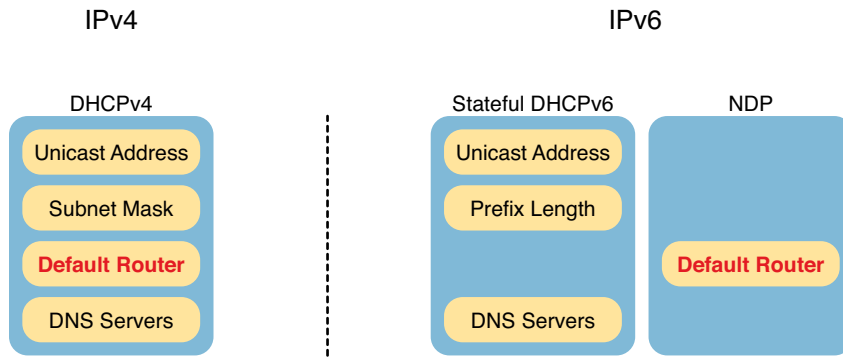 IPv4
IPv6
DHCPv4
Stateful DHCPv6
NDP
Unicast Address
Subnet Mask
Default Router
DNS Servers
Unicast Address
Prefix Length
DNS Servers
Default Router